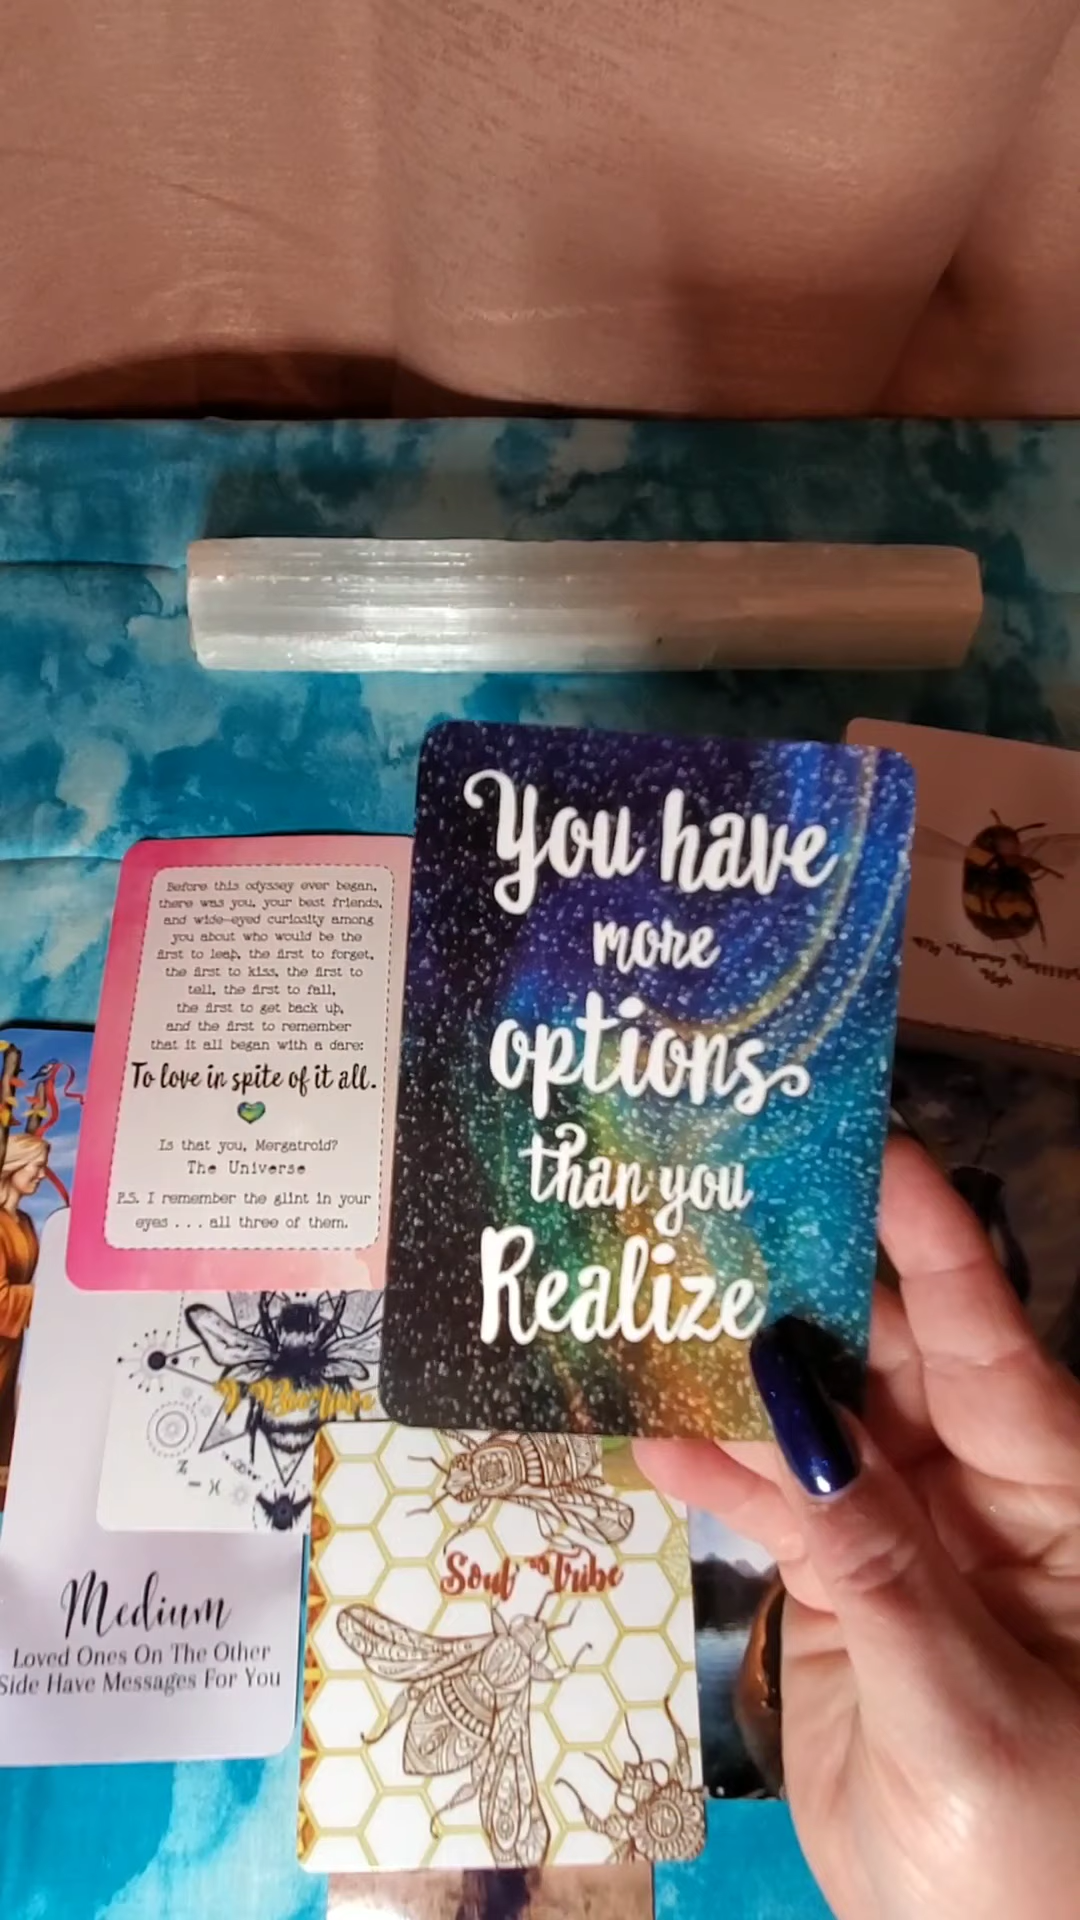 You have
more
options
than you
Realize
Before this odyssey ever began,
there was you, your best friends,
and wide-eyed curiosity among
you about who would be the
first to leap, the first to forget,
the first to kiss, the first to
tell, the first to fall,
the first to get back up,
and the first to remember
that it all began with a dare:
To love in spite of it all.
Is that you, Mergatroid?
The Universe
P.S. I remember the glint in your
eyes . . . all three of them.
Medium
Loved Ones On The Other
Side Have Messages For You
Soul Tribe
High